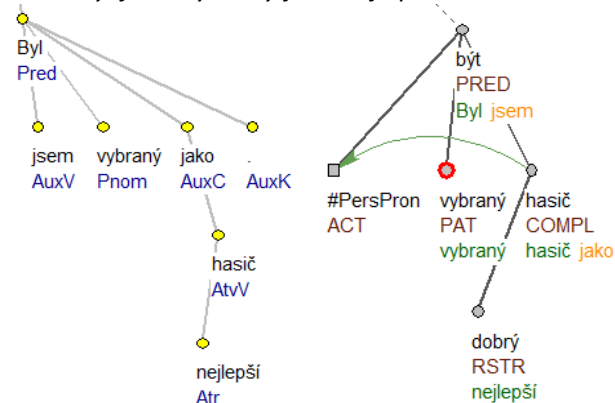 Byl
Pred
jsem
AuxV
vybraný
Pnom
jako
AuxC
.
AuxK
hasič
AtvV
nejlepší
Atr
být
PRED
Byl jsem
#PersPron
ACT
vybraný
PAT
vybraný
hasič
COMPL
hasič jako
dobrý
RSTR
nejlepší